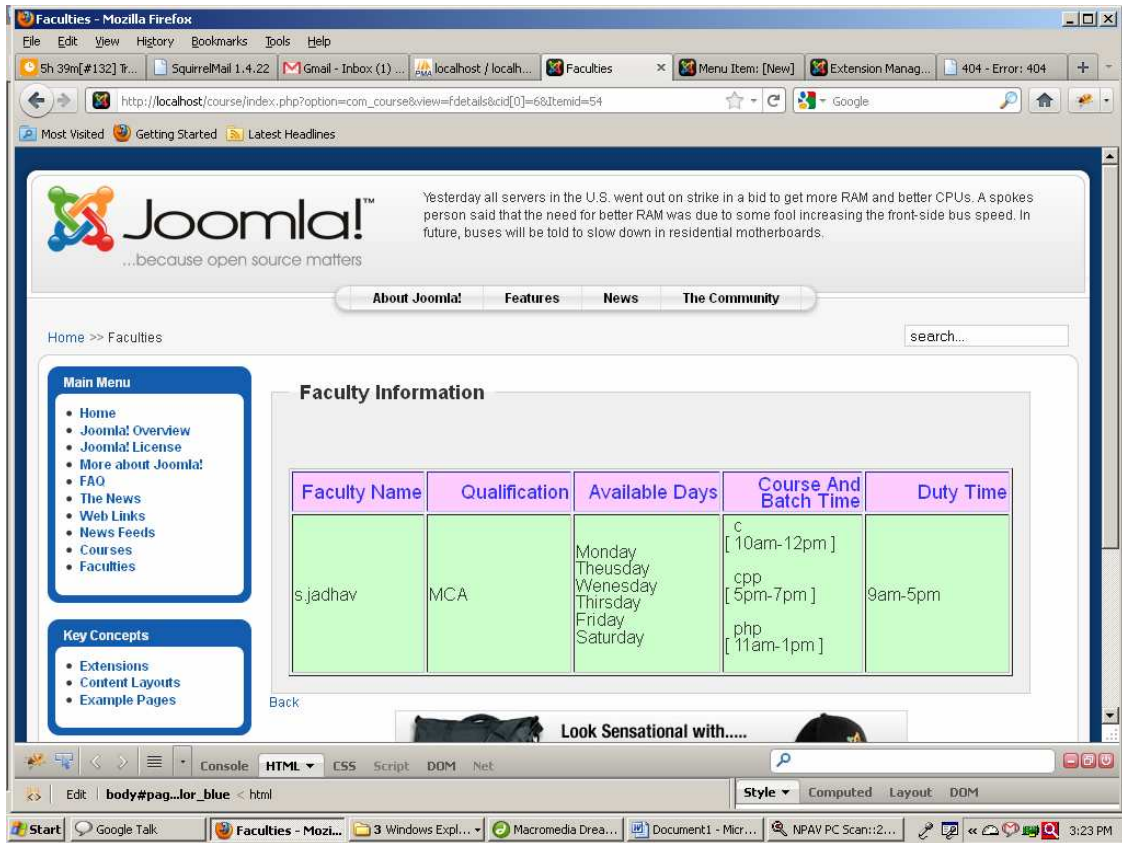 Faculties - Mozilla Firefox
File Edit View History Bookmarks Tools Help
5h 39m[#132] Tr... SquirrelMail 1.4.22 Gmail - Inbox (1) ... localhost / localh... Faculties × Menu Item: [New] Extension Manag... 404 - Error: 404
http://localhost/course/index.php?option=com_course&view=fdetails&cid[0]=6&Itemid=54 Google
Most Visited Getting Started Latest Headlines
Joomla!™
...because open source matters
Yesterday all servers in the U.S. went out on strike in a bid to get more RAM and better CPUs. A spokes
person said that the need for better RAM was due to some fool increasing the front-side bus speed. In
future, buses will be told to slow down in residential motherboards.
About Joomla! Features News The Community
Home >> Faculties
search...
Main Menu
Home
Joomla! Overview
Joomla! License
More about Joomla!
FAQ
The News
Web Links
News Feeds
Courses
Faculties
Key Concepts
Extensions
Content Layouts
Example Pages
Faculty Information
Faculty Name Qualification Available Days Course And
Batch Time Duty Time
s.jadhav
MCA
Monday
Theusday
Wenesday
Thirsday
Friday
Saturday
c
[ 10am-12pm ]
cpp
[ 5pm-7pm ]
php
[ 11am-1pm ]
9am-5pm
Back
Look Sensational with.....
Console HTML CSS Script DOM Net
Edit body#pag...lor_blue < html
Style Computed Layout DOM
Start Google Talk Faculties - Mozi... 3 Windows Expl... Macromedia Drea... Document1 - Micr... NPAV PC Scan::2... 3:23 PM